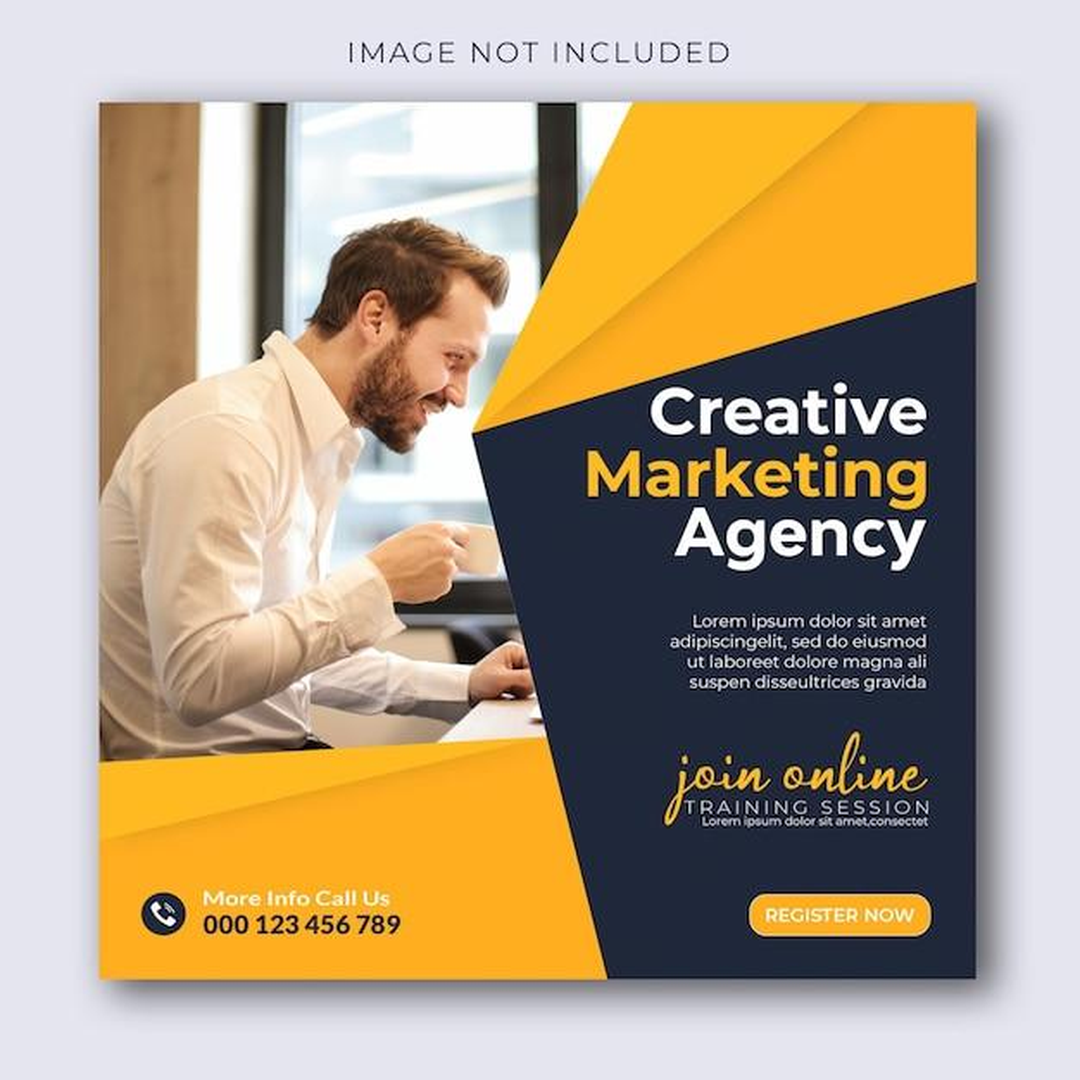 IMAGE NOT INCLUDED
Creative
Marketing
Agency
Lorem ipsum dolor sit amet
adipiscingelit, sed do eiusmod
ut laboreet dolore magna ali
suspen disseultrices gravida
join online
TRAINING SESSION
Lorem ipsum dolor sit amet,consectet
More Info Call Us
000 123 456 789
REGISTER NOW